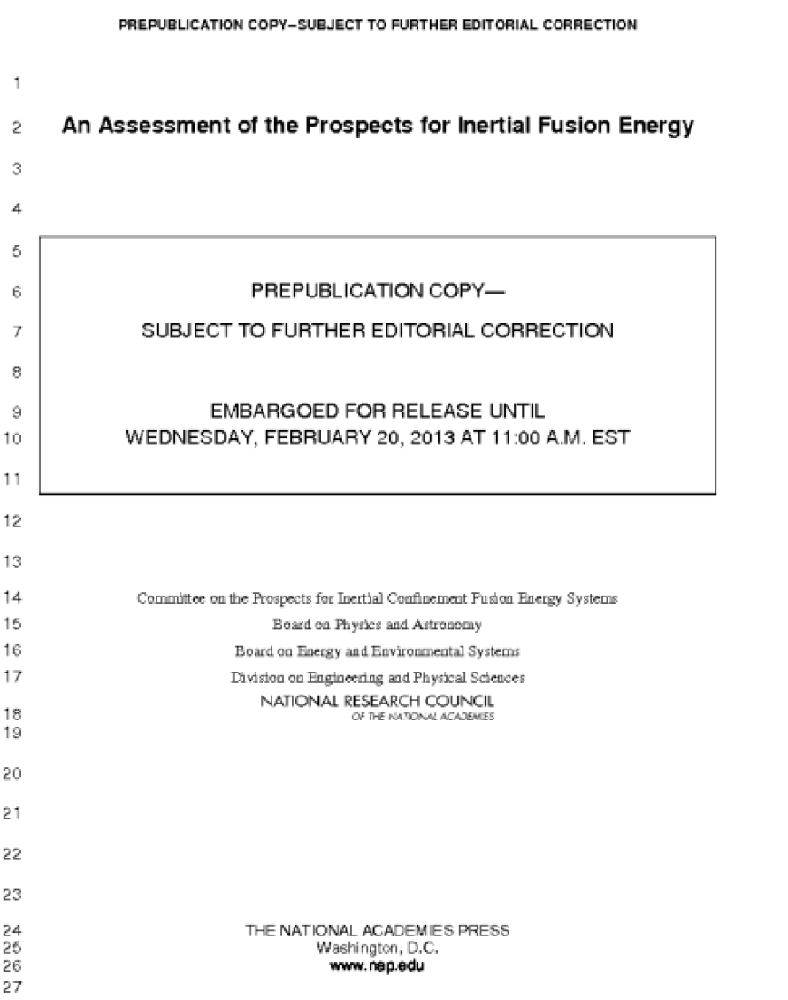 PREPUBLICATION COPY–SUBJECT TO FURTHER EDITORIAL CORRECTION
1
2 An Assessment of the Prospects for Inertial Fusion Energy
3
4
5
6 PREPUBLICATION COPY—
7 SUBJECT TO FURTHER EDITORIAL CORRECTION
8
9 EMBARGOED FOR RELEASE UNTIL
10 WEDNESDAY, FEBRUARY 20, 2013 AT 11:00 A.M. EST
11
12
13
14 Committee on the Prospects for Inertial Confinement Fusion Energy Systems
15 Board on Physics and Astronomy
16 Board on Energy and Environmental Systems
17 Division on Engineering and Physical Sciences
NATIONAL RESEARCH COUNCIL
18 OF THE NATIONAL ACADEMIES
19
20
21
22
23
24 THE NATIONAL ACADEMIES PRESS
25 Washington, D.C.
26 www.nap.edu
27